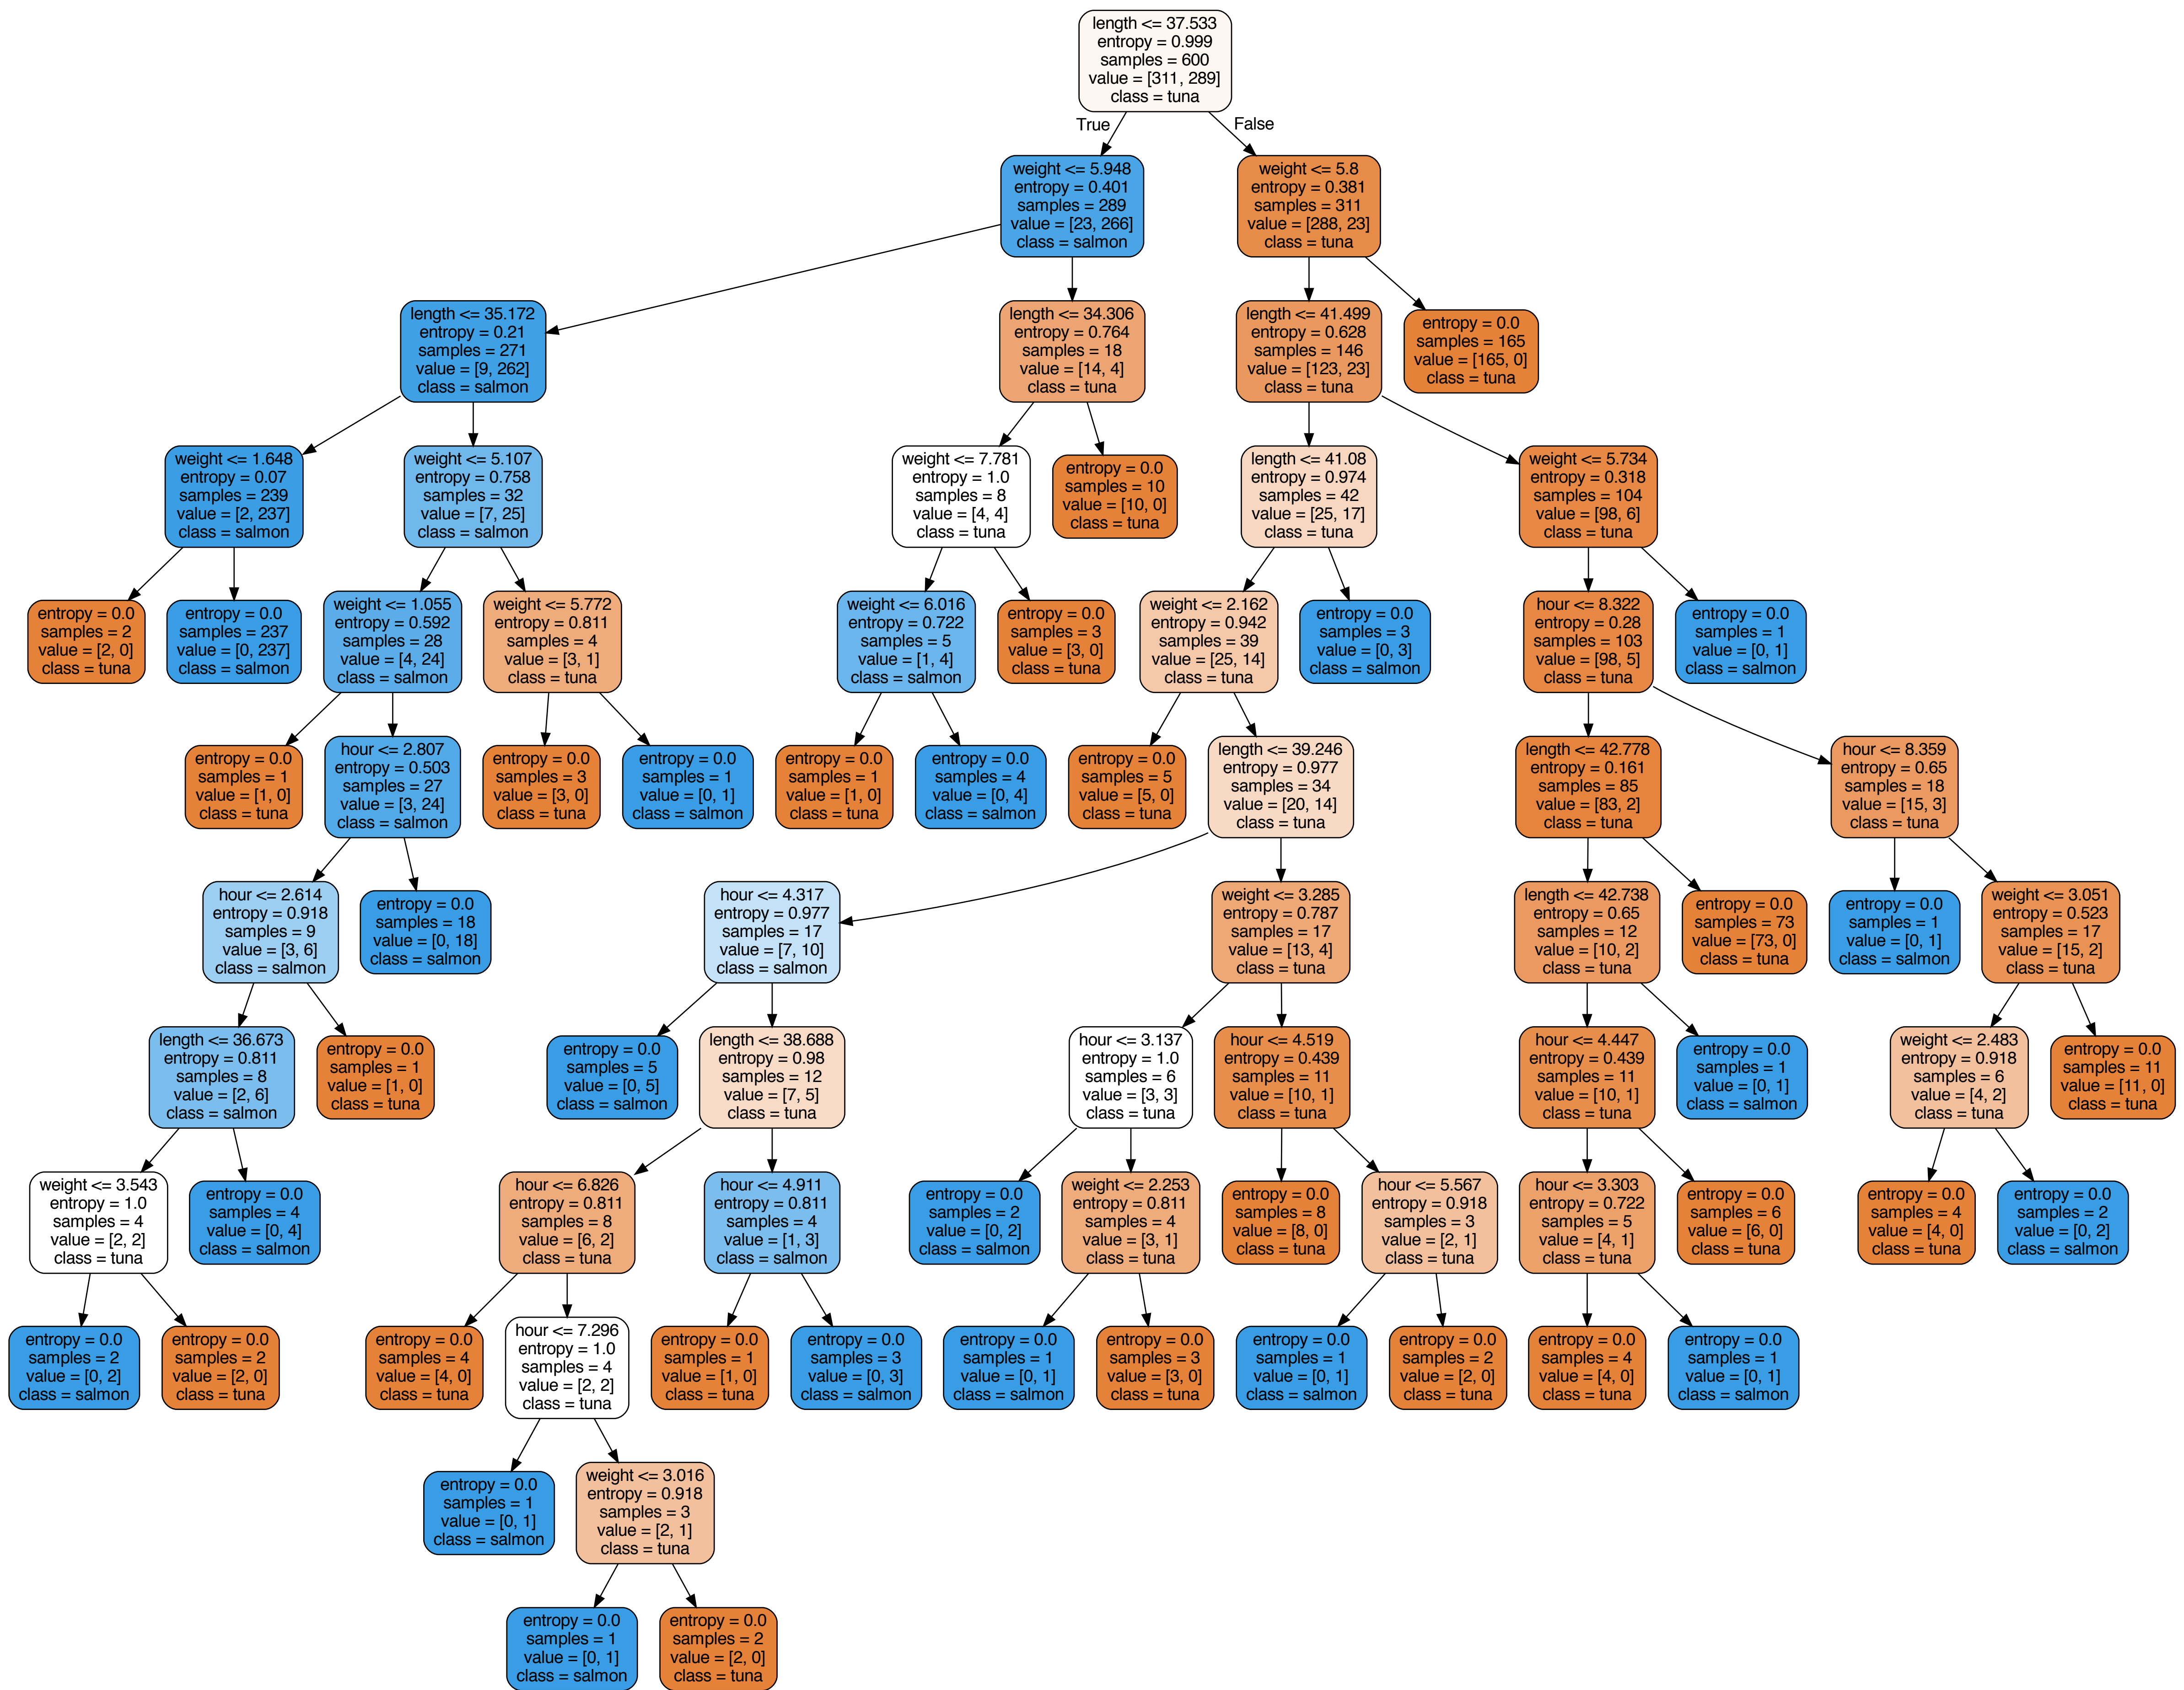 length <= 37.533
entropy = 0.999
samples = 600
value = [311, 289]
class = tuna
True
False
weight <= 5.948
entropy = 0.401
samples = 289
value = [23, 266]
class = salmon
weight <= 5.8
entropy = 0.381
samples = 311
value = [288, 23]
class = tuna
length <= 35.172
entropy = 0.21
samples = 271
value = [9, 262]
class = salmon
length <= 34.306
entropy = 0.764
samples = 18
value = [14, 4]
class = tuna
length <= 41.499
entropy = 0.628
samples = 146
value = [123, 23]
class = tuna
entropy = 0.0
samples = 165
value = [165, 0]
class = tuna
weight <= 1.648
entropy = 0.07
samples = 239
value = [2, 237]
class = salmon
weight <= 5.107
entropy = 0.758
samples = 32
value = [7, 25]
class = salmon
weight <= 7.781
entropy = 1.0
samples = 8
value = [4, 4]
class = tuna
entropy = 0.0
samples = 10
value = [10, 0]
class = tuna
length <= 41.08
entropy = 0.974
samples = 42
value = [25, 17]
class = tuna
weight <= 5.734
entropy = 0.318
samples = 104
value = [98, 6]
class = tuna
entropy = 0.0
samples = 2
value = [2, 0]
class = tuna
entropy = 0.0
samples = 237
value = [0, 237]
class = salmon
weight <= 1.055
entropy = 0.592
samples = 28
value = [4, 24]
class = salmon
weight <= 5.772
entropy = 0.811
samples = 4
value = [3, 1]
class = tuna
weight <= 6.016
entropy = 0.722
samples = 5
value = [1, 4]
class = salmon
entropy = 0.0
samples = 3
value = [3, 0]
class = tuna
weight <= 2.162
entropy = 0.942
samples = 39
value = [25, 14]
class = tuna
entropy = 0.0
samples = 3
value = [0, 3]
class = salmon
hour <= 8.322
entropy = 0.28
samples = 103
value = [98, 5]
class = tuna
entropy = 0.0
samples = 1
value = [0, 1]
class = salmon
entropy = 0.0
samples = 1
value = [1, 0]
class = tuna
hour <= 2.807
entropy = 0.503
samples = 27
value = [3, 24]
class = salmon
entropy = 0.0
samples = 3
value = [3, 0]
class = tuna
entropy = 0.0
samples = 1
value = [0, 1]
class = salmon
entropy = 0.0
samples = 1
value = [1, 0]
class = tuna
entropy = 0.0
samples = 4
value = [0, 4]
class = salmon
entropy = 0.0
samples = 5
value = [5, 0]
class = tuna
length <= 39.246
entropy = 0.977
samples = 34
value = [20, 14]
class = tuna
length <= 42.778
entropy = 0.161
samples = 85
value = [83, 2]
class = tuna
hour <= 8.359
entropy = 0.65
samples = 18
value = [15, 3]
class = tuna
hour <= 2.614
entropy = 0.918
samples = 9
value = [3, 6]
class = salmon
entropy = 0.0
samples = 18
value = [0, 18]
class = salmon
hour <= 4.317
entropy = 0.977
samples = 17
value = [7, 10]
class = salmon
weight <= 3.285
entropy = 0.787
samples = 17
value = [13, 4]
class = tuna
length <= 42.738
entropy = 0.65
samples = 12
value = [10, 2]
class = tuna
entropy = 0.0
samples = 73
value = [73, 0]
class = tuna
entropy = 0.0
samples = 1
value = [0, 1]
class = salmon
weight <= 3.051
entropy = 0.523
samples = 17
value = [15, 2]
class = tuna
length <= 36.673
entropy = 0.811
samples = 8
value = [2, 6]
class = salmon
entropy = 0.0
samples = 1
value = [1, 0]
class = tuna
entropy = 0.0
samples = 5
value = [0, 5]
class = salmon
length <= 38.688
entropy = 0.98
samples = 12
value = [7, 5]
class = tuna
hour <= 3.137
entropy = 1.0
samples = 6
value = [3, 3]
class = tuna
hour <= 4.519
entropy = 0.439
samples = 11
value = [10, 1]
class = tuna
hour <= 4.447
entropy = 0.439
samples = 11
value = [10, 1]
class = tuna
entropy = 0.0
samples = 1
value = [0, 1]
class = salmon
weight <= 2.483
entropy = 0.918
samples = 6
value = [4, 2]
class = tuna
entropy = 0.0
samples = 11
value = [11, 0]
class = tuna
weight <= 3.543
entropy = 1.0
samples = 4
value = [2, 2]
class = tuna
entropy = 0.0
samples = 4
value = [0, 4]
class = salmon
hour <= 6.826
entropy = 0.811
samples = 8
value = [6, 2]
class = tuna
hour <= 4.911
entropy = 0.811
samples = 4
value = [1, 3]
class = salmon
entropy = 0.0
samples = 2
value = [0, 2]
class = salmon
weight <= 2.253
entropy = 0.811
samples = 4
value = [3, 1]
class = tuna
entropy = 0.0
samples = 8
value = [8, 0]
class = tuna
hour <= 5.567
entropy = 0.918
samples = 3
value = [2, 1]
class = tuna
hour <= 3.303
entropy = 0.722
samples = 5
value = [4, 1]
class = tuna
entropy = 0.0
samples = 6
value = [6, 0]
class = tuna
entropy = 0.0
samples = 4
value = [4, 0]
class = tuna
entropy = 0.0
samples = 2
value = [0, 2]
class = salmon
entropy = 0.0
samples = 2
value = [0, 2]
class = salmon
entropy = 0.0
samples = 2
value = [2, 0]
class = tuna
entropy = 0.0
samples = 4
value = [4, 0]
class = tuna
hour <= 7.296
entropy = 1.0
samples = 4
value = [2, 2]
class = tuna
entropy = 0.0
samples = 1
value = [1, 0]
class = tuna
entropy = 0.0
samples = 3
value = [0, 3]
class = salmon
entropy = 0.0
samples = 1
value = [0, 1]
class = salmon
entropy = 0.0
samples = 3
value = [3, 0]
class = tuna
entropy = 0.0
samples = 1
value = [0, 1]
class = salmon
entropy = 0.0
samples = 2
value = [2, 0]
class = tuna
entropy = 0.0
samples = 4
value = [4, 0]
class = tuna
entropy = 0.0
samples = 1
value = [0, 1]
class = salmon
entropy = 0.0
samples = 1
value = [0, 1]
class = salmon
weight <= 3.016
entropy = 0.918
samples = 3
value = [2, 1]
class = tuna
entropy = 0.0
samples = 1
value = [0, 1]
class = salmon
entropy = 0.0
samples = 2
value = [2, 0]
class = tuna